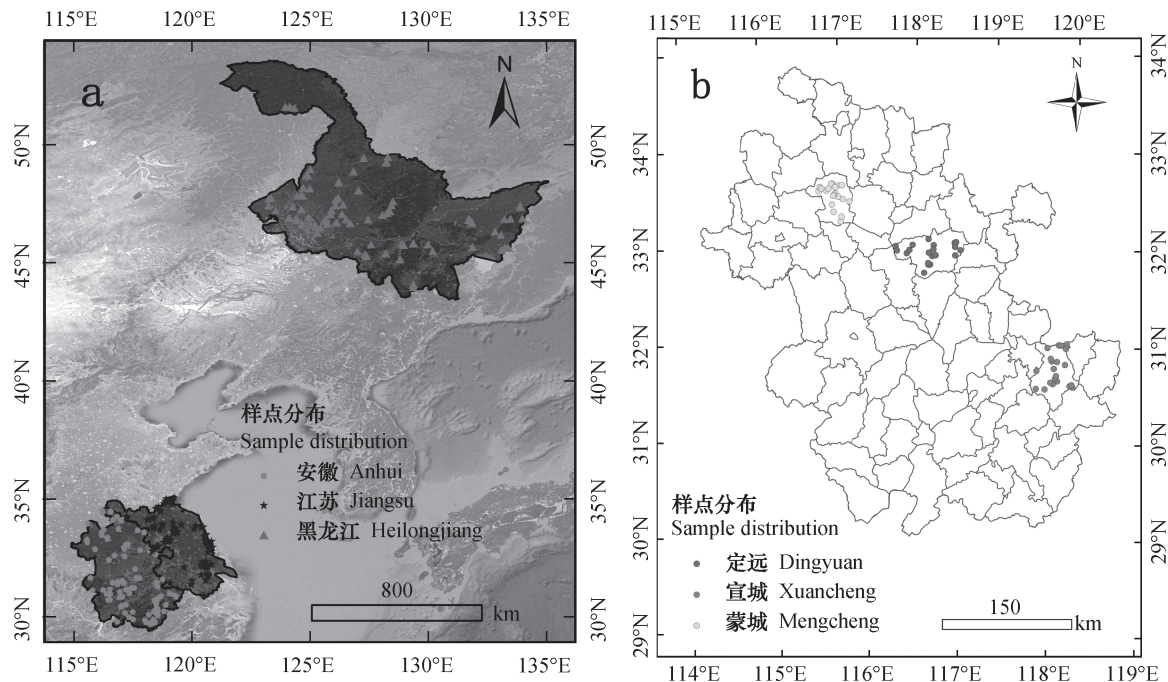 115°E 120°E 125°E 130°E 135°E
a
N
50°N 50°N
45°N 45°N
40°N 40°N
35°N 35°N
30°N 30°N
样点分布
Sample distribution
安徽 Anhui
江苏 Jiangsu
黑龙江 Heilongjiang
800
km
115°E 120°E 125°E 130°E 135°E
115°E 116°E 117°E 118°E 119°E 120°E
b
N
34°N
34°N 33°N
33°N 32°N
32°N 31°N
31°N 30°N
30°N 29°N
29°N
样点分布
Sample distribution
定远 Dingyuan
宣城 Xuancheng
蒙城 Mengcheng
150
km
114°E 115°E 116°E 117°E 118°E 119°E